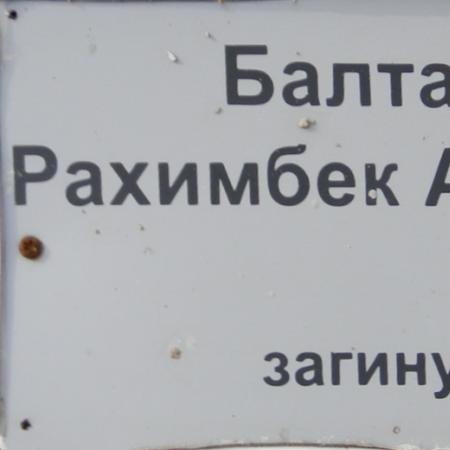 Балта
Рахимбек А
загину